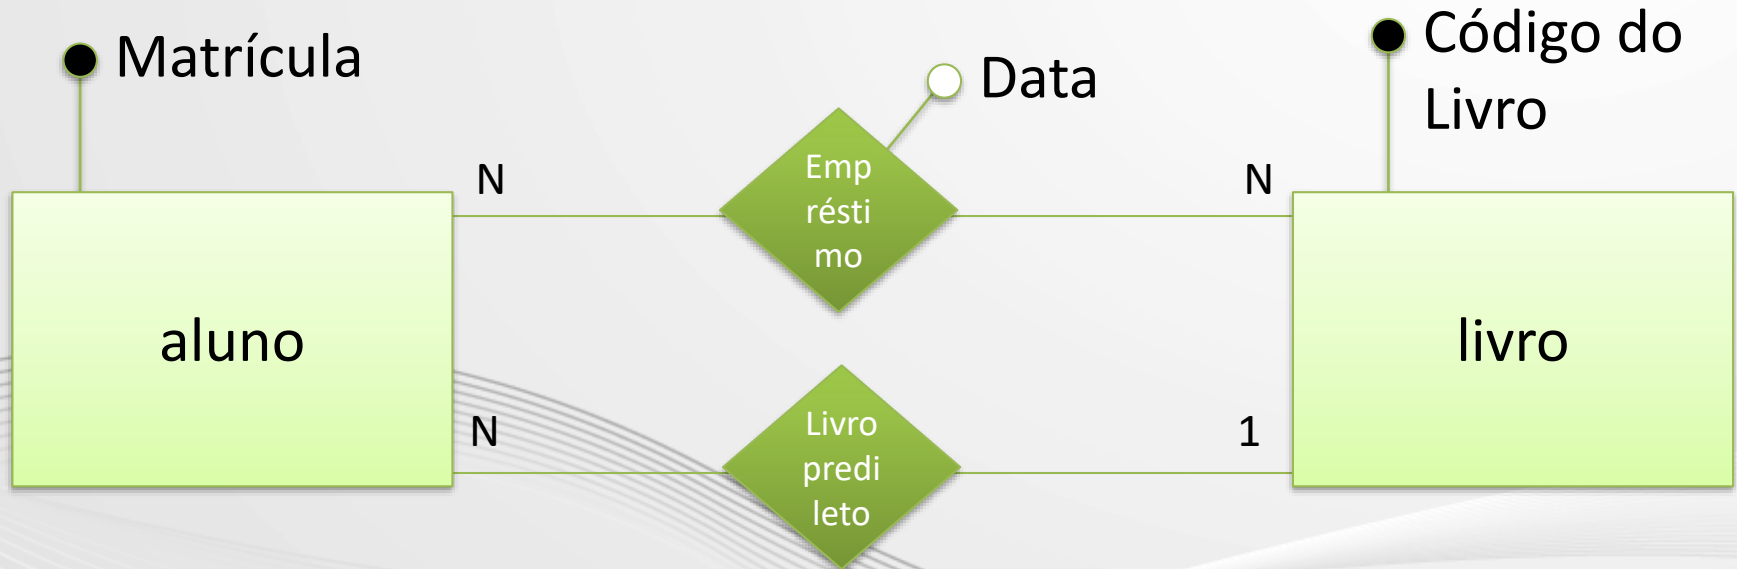 Matrícula
Data
Código do
Livro
N
Emp
résti
mo
N
aluno
livro
N
Livro
predi
leto
1